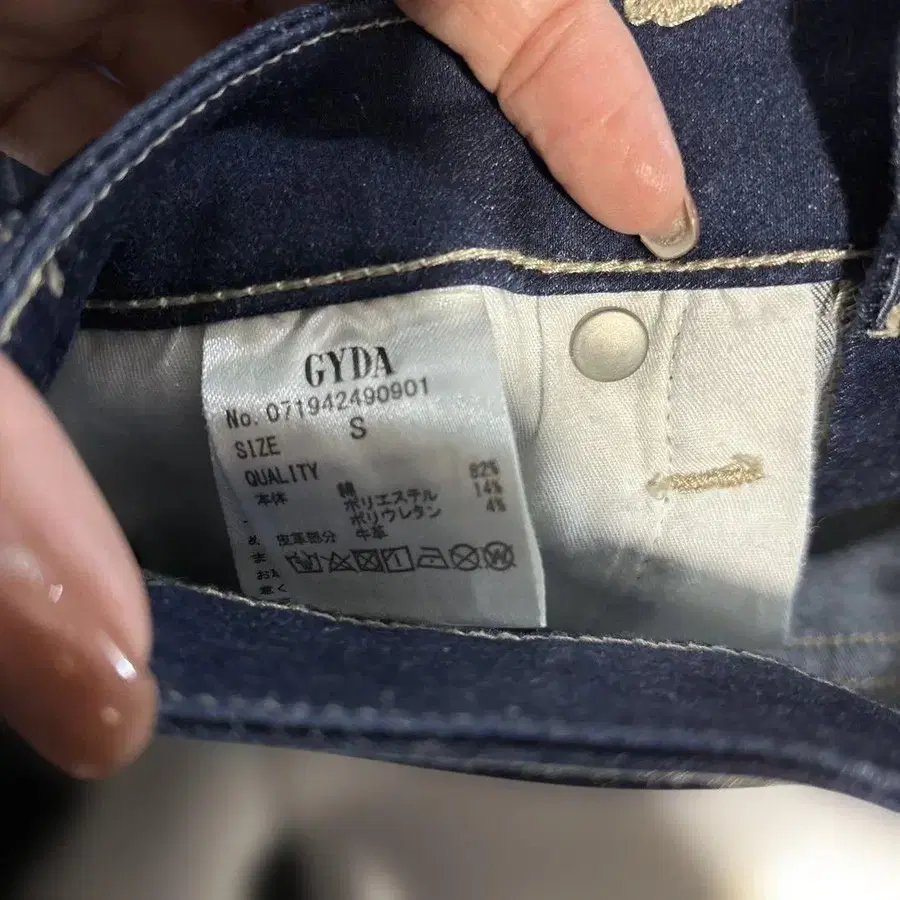 GYDA
No. 071942490901
SIZE S
QUALITY
本体 綿 82%
ポリエステル 14%
ポリウレタン 4%
皮革部分 牛革